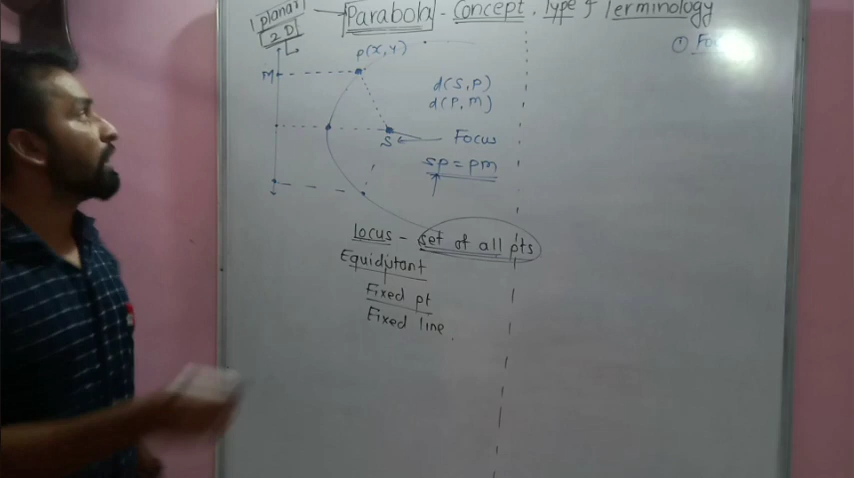 planar
2D
Parabola - Concept, Type & Terminology
① Foc
P(x, y)
M
d(S, P)
d(P, M)
S
Focus
SP = PM
Locus - set of all pts
Equidistant
Fixed pt
Fixed line.